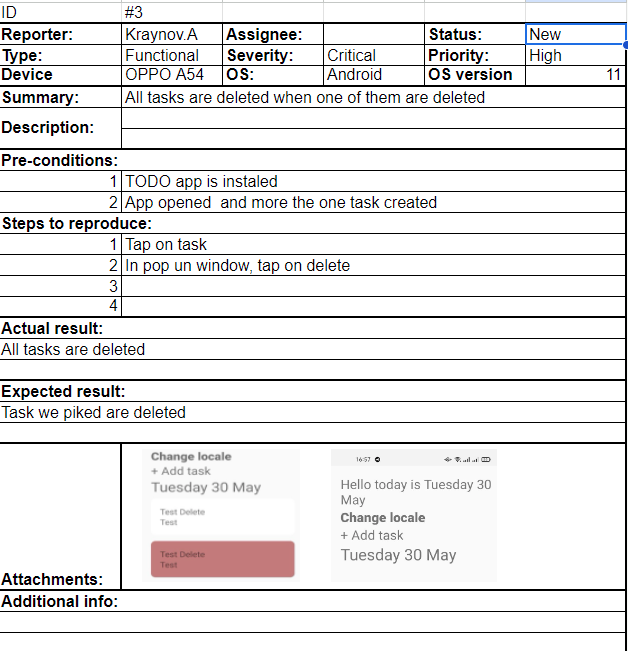 ID #3
Reporter: Kraynov.A Assignee: Status: New
Type: Functional Severity: Critical Priority: High
Device OPPO A54 OS: Android OS version 11
Summary: All tasks are deleted when one of them are deleted
Description:
Pre-conditions:
1 TODO app is instaled
2 App opened and more the one task created
Steps to reproduce:
1 Tap on task
2 In pop un window, tap on delete
3
4
Actual result:
All tasks are deleted
Expected result:
Task we piked are deleted
Change locale
+ Add task
Tuesday 30 May
Test Delete
Test
Test Delete
Test
16:57
Hello today is Tuesday 30
May
Change locale
+ Add task
Tuesday 30 May
Attachments:
Additional info: